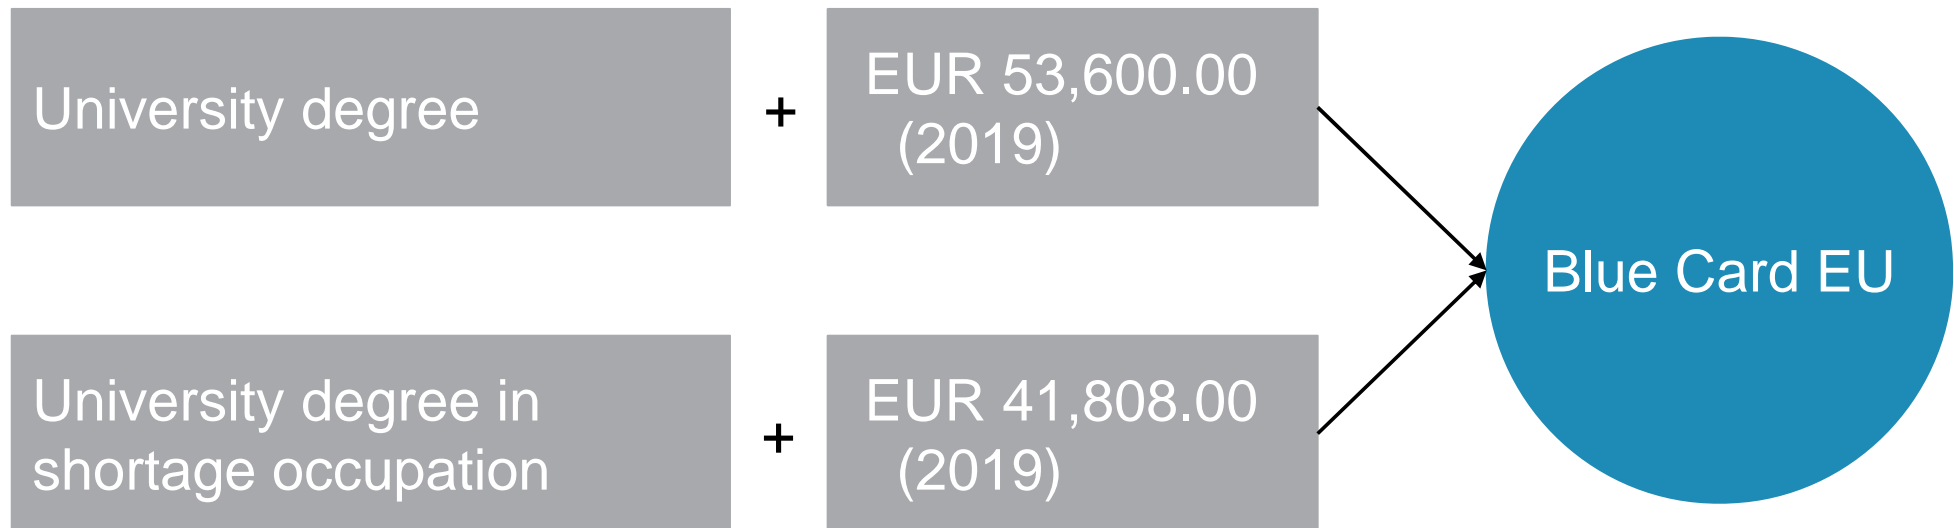 University degree
+
EUR 53,600.00
(2019)
Blue Card EU
University degree in
shortage occupation
+
EUR 41,808.00
(2019)